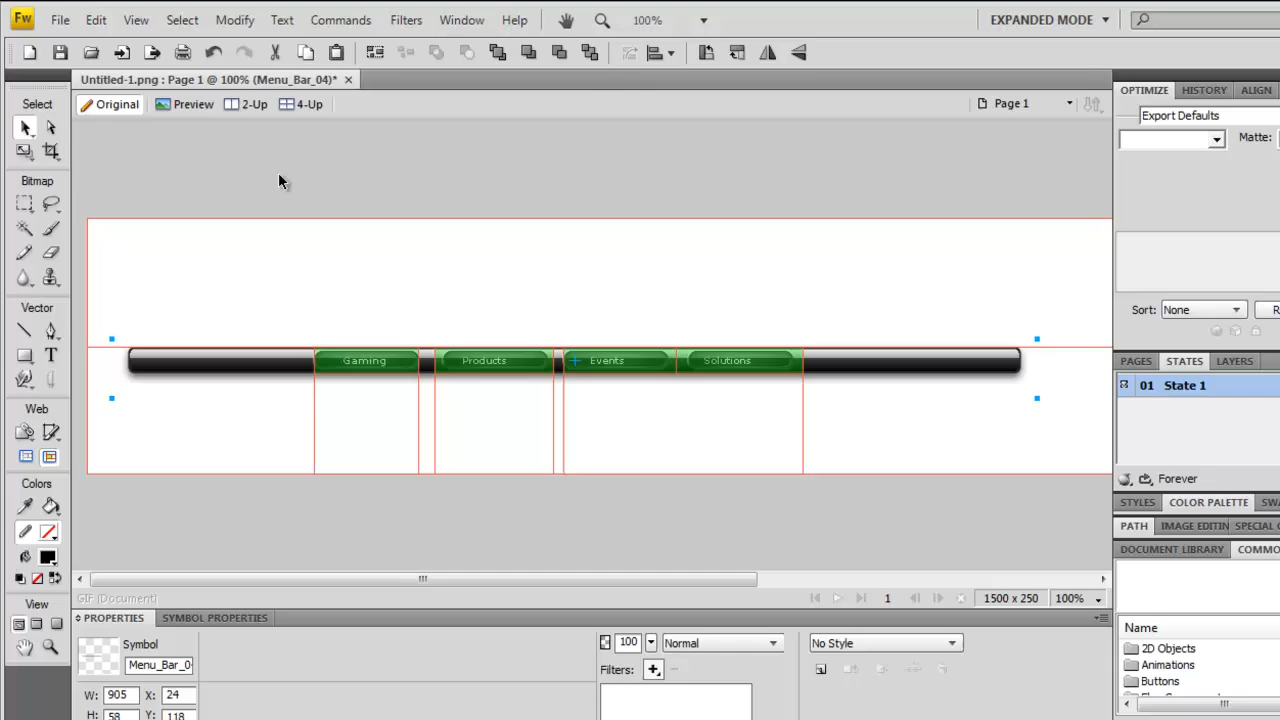 Fw File Edit View Select Modify Text Commands Filters Window Help 100% EXPANDED MODE
Untitled-1.png : Page 1 @ 100% (Menu_Bar_04)*
Original Preview 2-Up 4-Up Page 1
Select
Bitmap
Vector
Web
Colors
View
Gaming Products Events Solutions
GIF (Document) 1 1500 x 250 100%
PROPERTIES SYMBOL PROPERTIES
Symbol
Menu_Bar_0
W: 905 X: 24
H: 58 Y: 118
100 Normal
Filters:
No Style
OPTIMIZE HISTORY ALIGN
Export Defaults
Matte:
Sort: None
PAGES STATES LAYERS
01 State 1
Forever
STYLES COLOR PALETTE
PATH IMAGE EDITIN SPECIAL
DOCUMENT LIBRARY COMMO
Name
2D Objects
Animations
Buttons